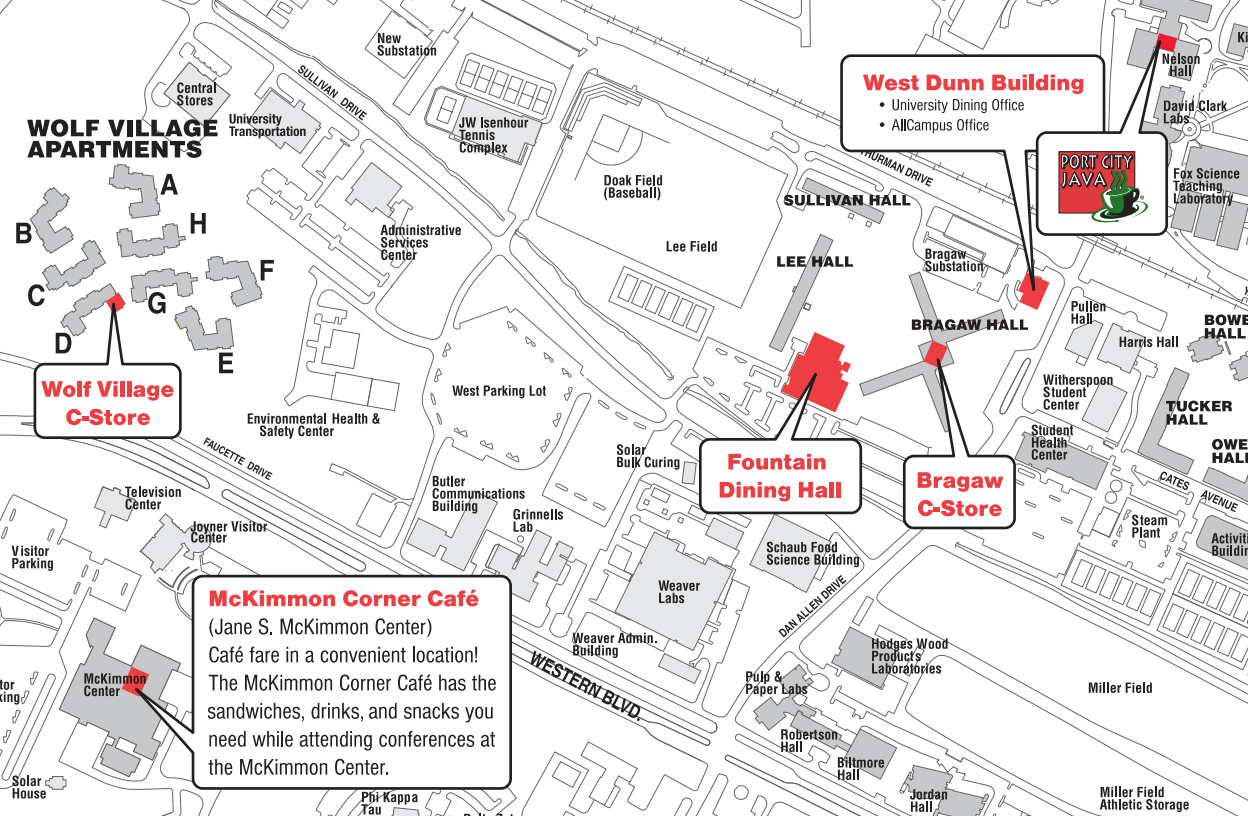 New
Substation
SULLIVAN DRIVE
Central
Stores
University
Transportation
WOLF VILLAGE
APARTMENTS
A
B
H
C
G
F
D
E
Wolf Village
C-Store
JW Isenhour
Tennis
Complex
Administrative
Services
Center
Doak Field
(Baseball)
Lee Field
West Dunn Building
• University Dining Office
• AllCampus Office
THURMAN DRIVE
SULLIVAN HALL
LEE HALL
Bragaw
Substation
BRAGAW HALL
Nelson
Hall
David Clark
Labs
PORT CITY
JAVA
Fox Science
Teaching
Laboratory
Pullen
Hall
Harris Hall
Witherspoon
Student
Center
TUCKER
HALL
Student
Health
Center
CATES AVENUE
Steam
Plant
West Parking Lot
Environmental Health &
Safety Center
FAUCETTE DRIVE
Solar
Bulk Curing
Fountain
Dining Hall
Bragaw
C-Store
Television
Center
Joyner Visitor
Center
Visitor
Parking
Butler
Communications
Building
Grinnells
Lab
Weaver
Labs
Schaub Food
Science Building
DAN ALLEN DRIVE
Weaver Admin.
Building
WESTERN BLVD.
McKimmon
Center
McKimmon Corner Café
(Jane S. McKimmon Center)
Café fare in a convenient location!
The McKimmon Corner Café has the
sandwiches, drinks, and snacks you
need while attending conferences at
the McKimmon Center.
Hodges Wood
Products
Laboratories
Pulp &
Paper Labs
Robertson
Hall
Biltmore
Hall
Jordan
Hall
Miller Field
Miller Field
Athletic Storage
Solar
House
Phi Kappa
Tau
HALL
HALL